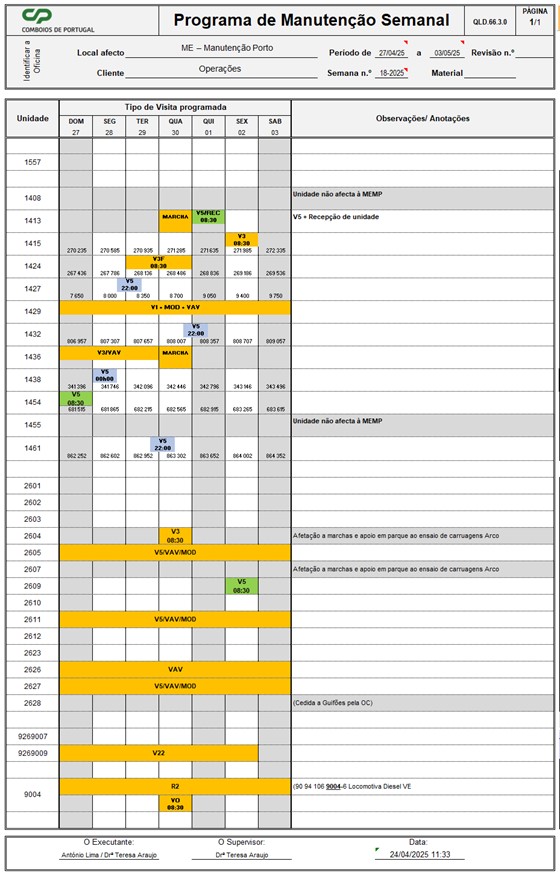 CP
COMBOIOS DE PORTUGAL
Programa de Manutenção Semanal
QLD.66.3.0
PÁGINA
1/1
Identificar a Oficina
Local afecto ME – Manutenção Porto Periodo de 27/04/25 a 03/05/25 Revisão n.º
Cliente Operações Semana n.º 18-2025 Material
Unidade Tipo de Visita programada Observações/ Anotações
DOM SEG TER QUA QUI SEX SAB
27 28 29 30 01 02 03
1557
1408 Unidade não afecta à MEMP
1413 MARCHA V5/REC 08:30 V5 + Recepção de unidade
1415 V3 08:30
270 235 270 585 270 935 271 285 271 635 271 985 272 335
1424 V3F 08:30
267 436 267 786 268 136 268 486 268 836 269 186 269 536
1427 V5 22:00
7 650 8 000 8 350 8 700 9 050 9 400 9 750
1429 V1 + MOD + VAV
1432 V5 22:00
806 957 807 307 807 657 808 007 808 357 808 707 809 057
1436 V3/VAV MARCHA
1438 V5 00h00
341 396 341 746 342 096 342 446 342 796 343 146 343 496
1454 V5 08:30
681 515 681 865 682 215 682 565 682 915 683 265 683 615
1455 Unidade não afecta à MEMP
1461 V5 22:00
862 252 862 602 862 952 863 302 863 652 864 002 864 352
2601
2602
2603
2604 V3 08:30 Afetação a marchas e apoio em parque ao ensaio de carruagens Arco
2605 V5/VAV/MOD
2607 Afetação a marchas e apoio em parque ao ensaio de carruagens Arco
2609 V5 08:30
2610
2611 V5/VAV/MOD
2612
2623
2626 VAV
2627 V5/VAV/MOD
2628 (Cedida a Guifões pela OC)
9269007
9269009 V22
9004 R2 (90 94 106 9004-6 Locomotiva Diesel VE
VO 08:30
O Executante: O Supervisor: Data:
António Lima / Drª Teresa Araujo Drª Teresa Araujo 24/04/2025 11:33